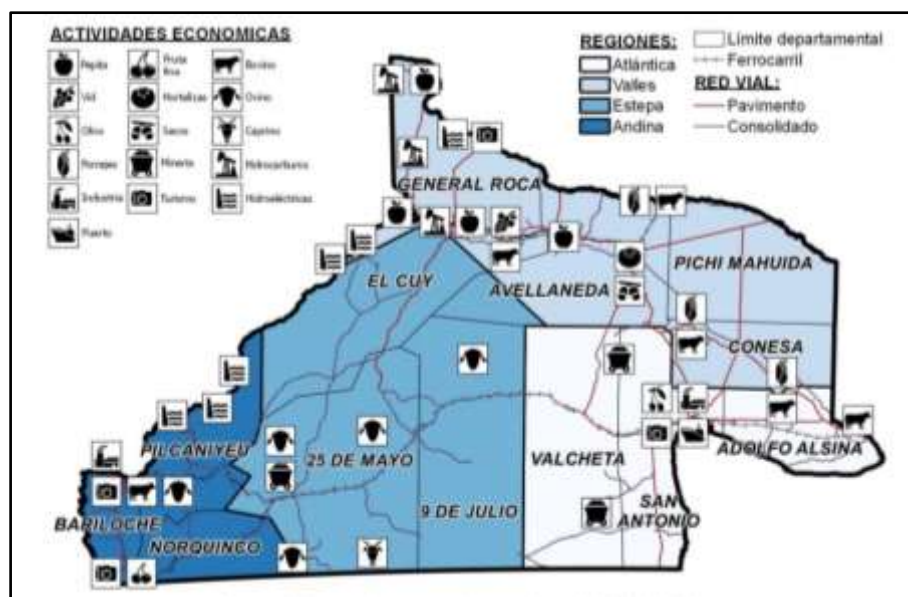 ACTIVIDADES ECONOMICAS
Pepita
Fruta fina
Bovino
Vid
Hortalizas
Ovino
Olivo
Secos
Caprino
Forrajes
Minería
Hidrocarburos
Industria
Turismo
Hidroeléctricas
Puerto
REGIONES:
Atlántica
Valles
Estepa
Andina
Límite departamental
Ferrocarril
RED VIAL:
Pavimento
Consolidado
GENERAL ROCA
PICHI MAHUIDA
EL CUY
AVELLANEDA
CONESA
PILCANIYEU
25 DE MAYO
VALCHETA
ADOLFO ALSINA
9 DE JULIO
SAN
ANTONIO
BARILOCHE
NORQUINCO